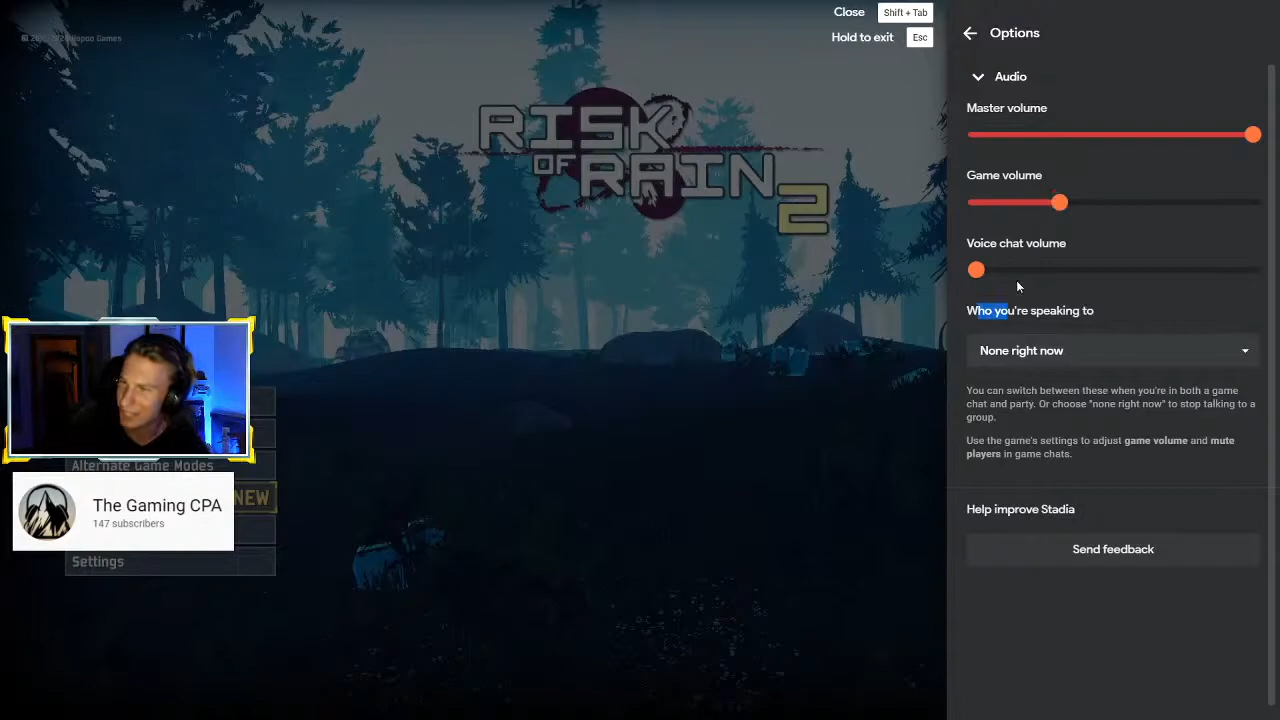 Close Shift + Tab
Hold to exit Esc
Hopoo Games
RISK
OF RAIN
2
Alternate Game Modes
NEW
Settings
The Gaming CPA
147 subscribers
Options
Audio
Master volume
Game volume
Voice chat volume
Who you're speaking to
None right now
You can switch between these when you're in both a game
chat and party. Or choose "none right now" to stop talking to a
group.
Use the game's settings to adjust game volume and mute
players in game chats.
Help improve Stadia
Send feedback